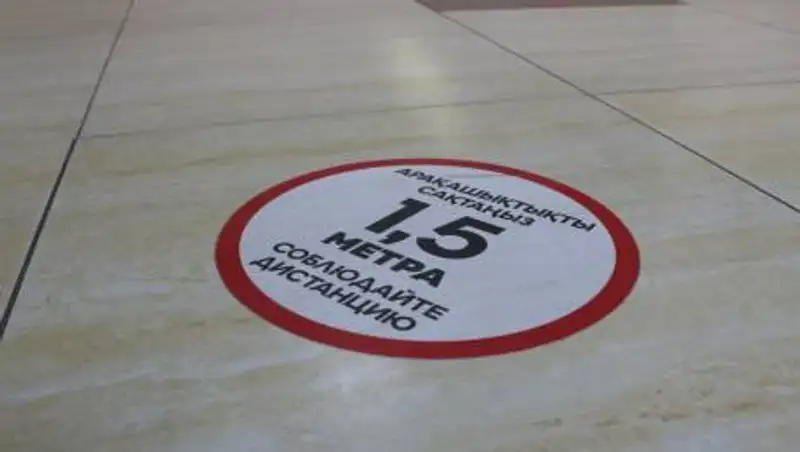 АРАҚАШЫҚТЫҚТЫ
САҚТАҢЫЗ
1,5
МЕТРА
СОБЛЮДАЙТЕ
ДИСТАНЦИЮ